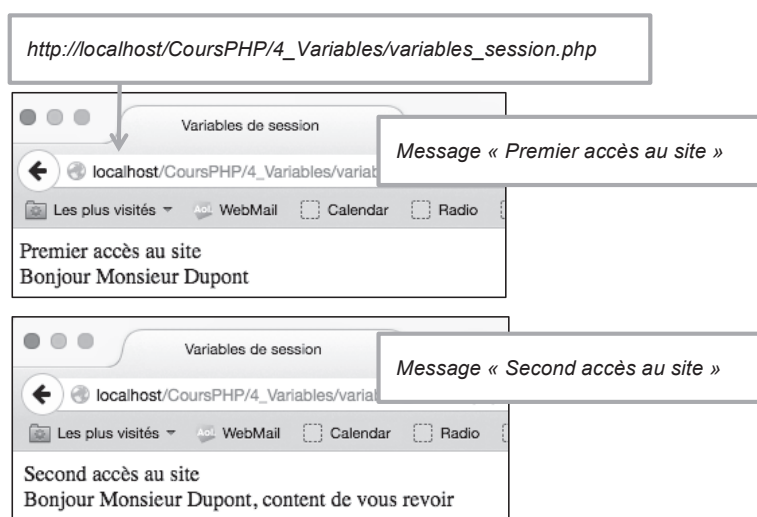 http://localhost/CoursPHP/4_Variables/variables_session.php
Variables de session
Message « Premier accès au site »
localhost/CoursPHP/4_Variables/variab
Les plus visités WebMail Calendar Radio
Premier accès au site
Bonjour Monsieur Dupont
Variables de session
Message « Second accès au site »
localhost/CoursPHP/4_Variables/varial
Les plus visités Aol. WebMail Calendar Radio
Second accès au site
Bonjour Monsieur Dupont, content de vous revoir